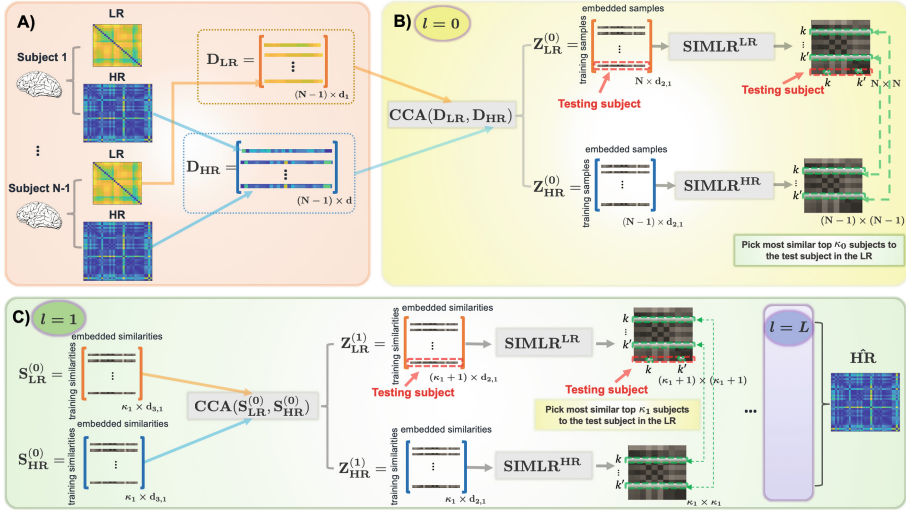 A)
LR
Subject 1
HR
⋮
LR
Subject N-1
HR
D_LR =
(N − 1) × d_1
D_HR =
(N − 1) × d
CCA(D_LR, D_HR)
B)
l = 0
embedded samples
training samples
Z_LR^(0) =
N × d_2,1
Testing subject
SIMLR^LR
k
k'
k
k'
N × N
Testing subject
embedded samples
training samples
Z_HR^(0) =
(N − 1) × d_2,1
SIMLR^HR
k
k'
(N − 1) × (N − 1)
Pick most similar top κ_0 subjects to
the test subject in the LR
C)
l = 1
embedded similarities
training similarities
S_LR^(0) =
κ_1 × d_3,1
embedded similarities
training similarities
S_HR^(0) =
κ_1 × d_3,1
CCA(S_LR^(0), S_HR^(0))
embedded similarities
training similarities
Z_LR^(1) =
(κ_1 + 1) × d_2,1
Testing subject
SIMLR^LR
k
k'
k
k'
(κ_1 + 1) × (κ_1 + 1)
Testing subject
Pick most similar top κ_1 subjects
to the test subject in the LR
embedded similarities
training similarities
Z_HR^(1) =
κ_1 × d_2,1
SIMLR^HR
k
k'
κ_1 × κ_1
...
l = L
ĤR